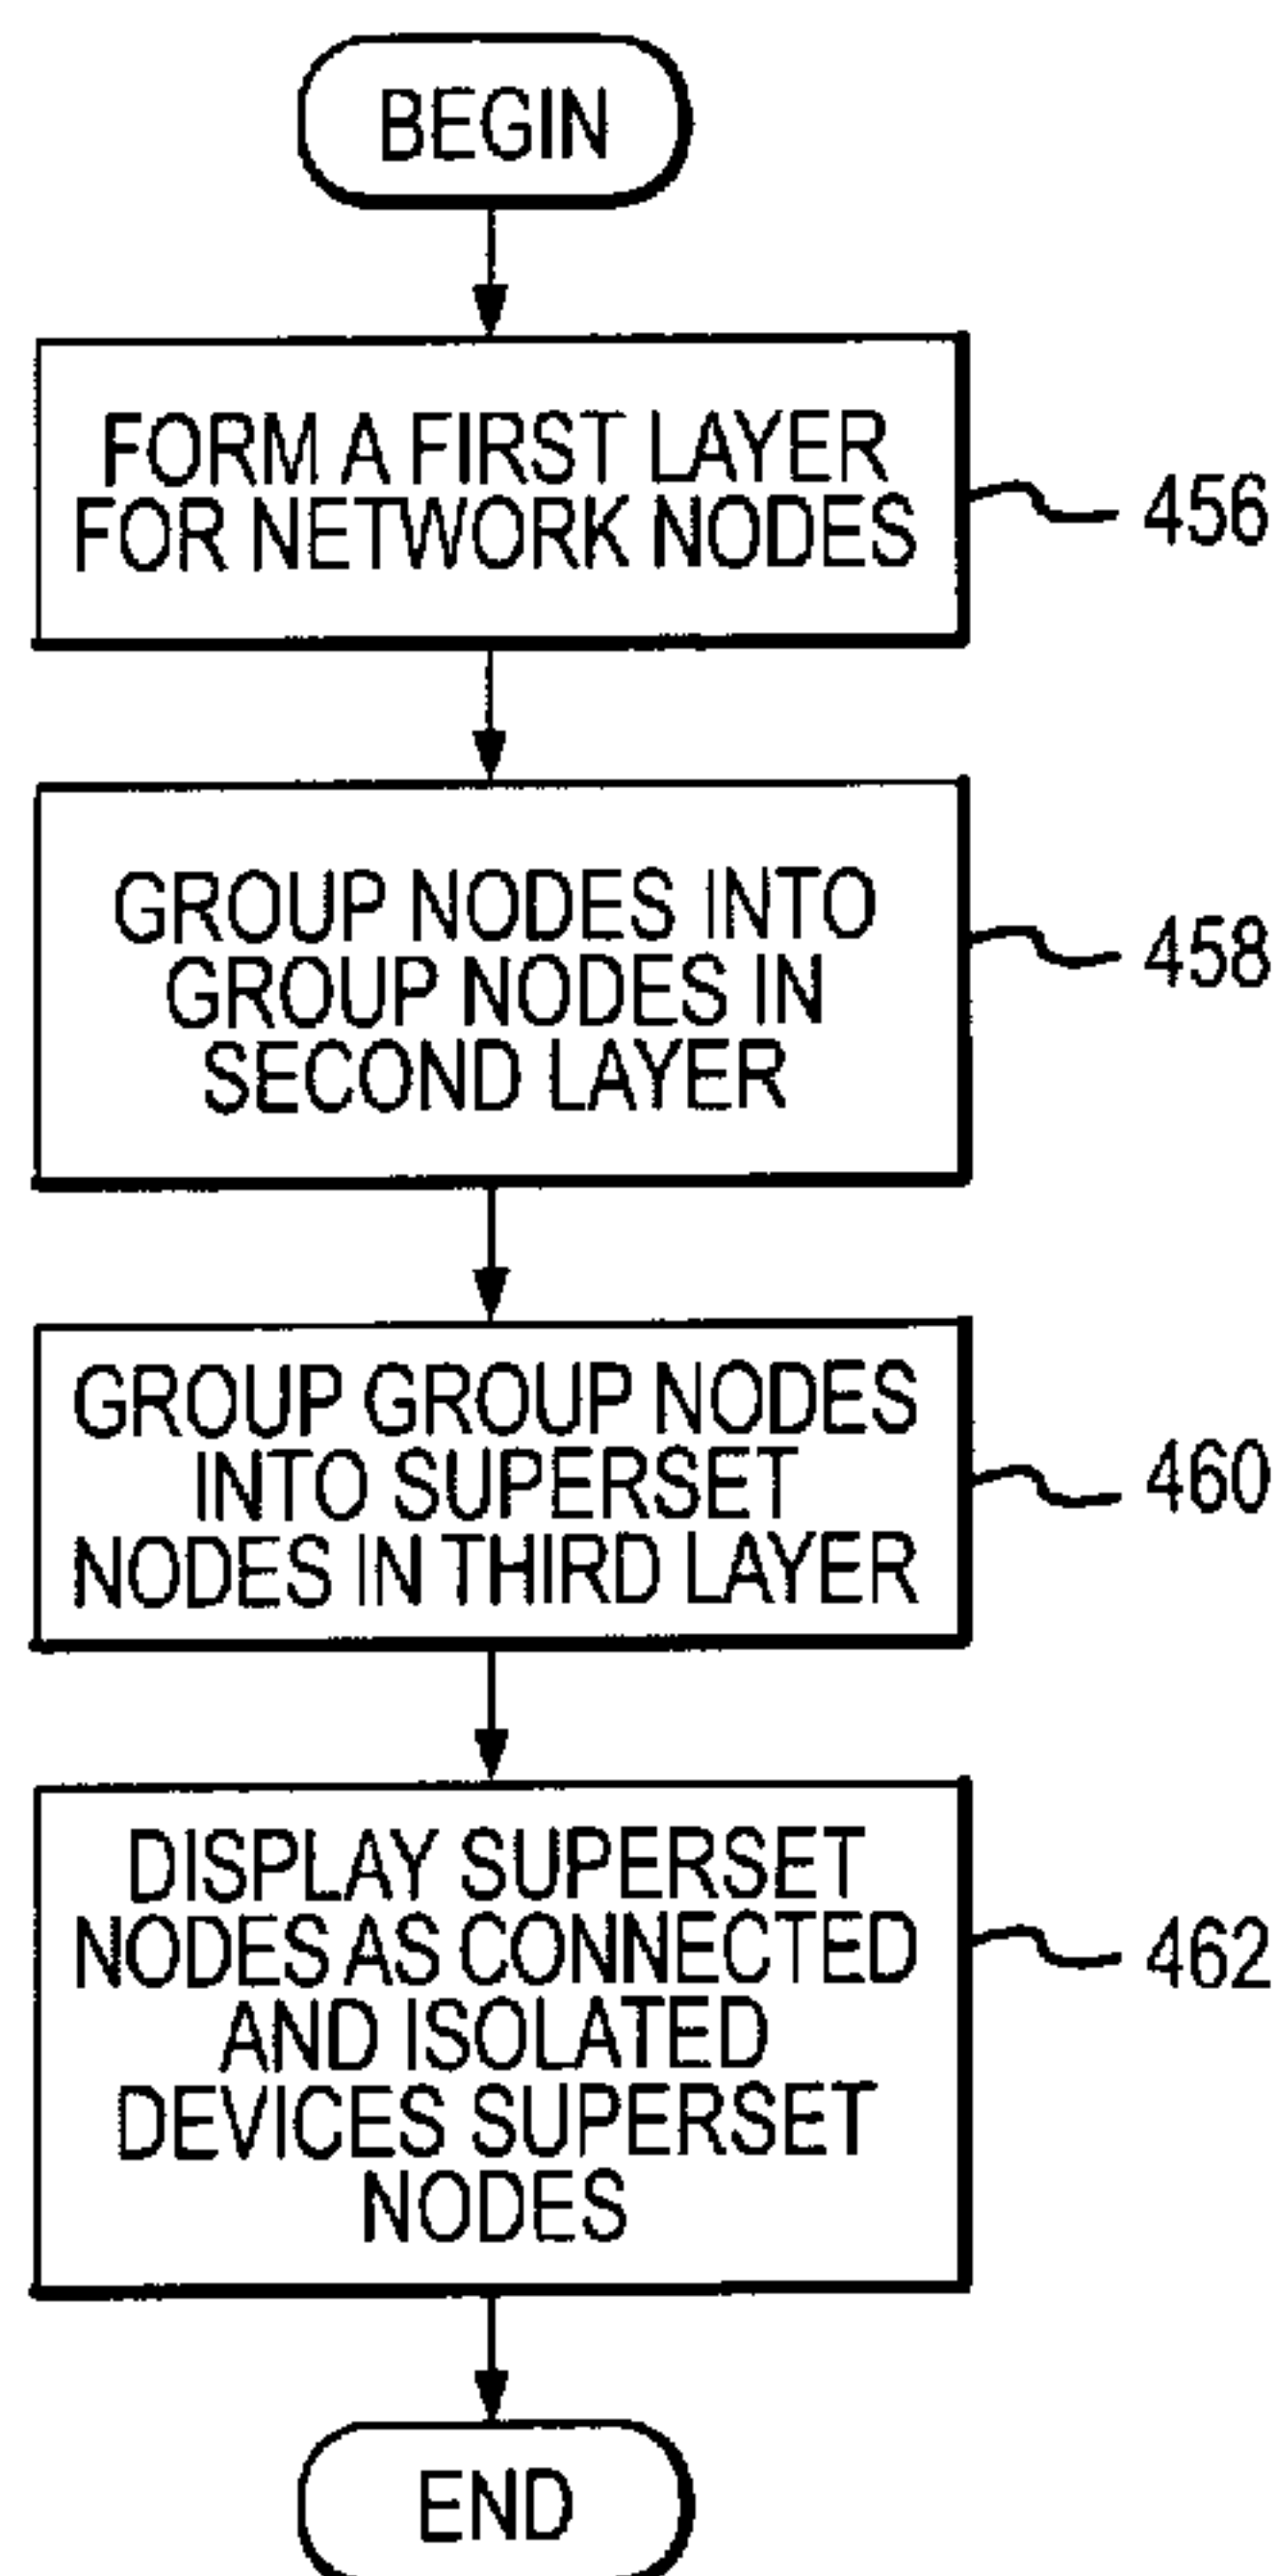 BEGIN
FORM A FIRST LAYER
FOR NETWORK NODES
456
GROUP NODES INTO
GROUP NODES IN
SECOND LAYER
458
GROUP GROUP NODES
INTO SUPERSET
NODES IN THIRD LAYER
460
DISPLAY SUPERSET
NODES AS CONNECTED
AND ISOLATED
DEVICES SUPERSET
NODES
462
END